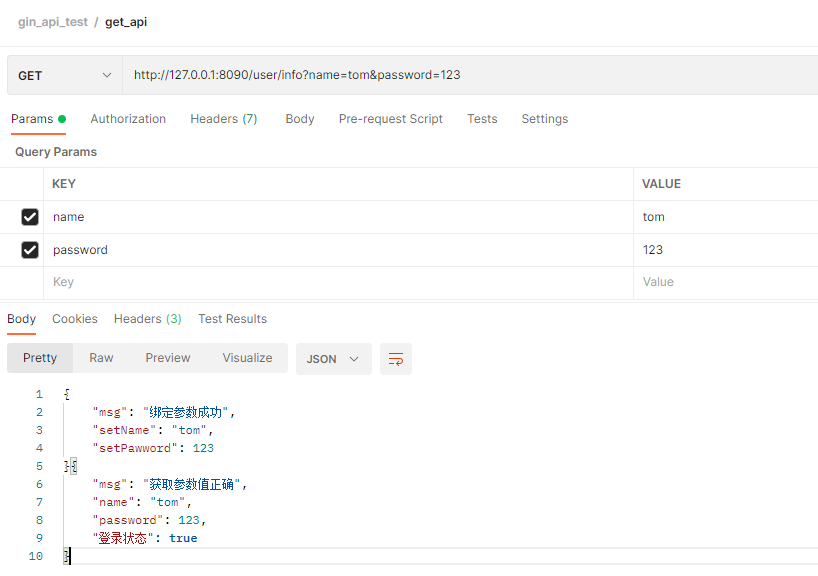 gin_api_test / get_api
GET http://127.0.0.1:8090/user/info?name=tom&password=123
Params Authorization Headers (7) Body Pre-request Script Tests Settings
Query Params
KEY VALUE
name tom
password 123
Key Value
Body Cookies Headers (3) Test Results
Pretty Raw Preview Visualize JSON
1 {
2 "msg": "绑定参数成功",
3 "setName": "tom",
4 "setPawword": 123
5 }{
6 "msg": "获取参数值正确",
7 "name": "tom",
8 "password": 123,
9 "登录状态": true
10 }